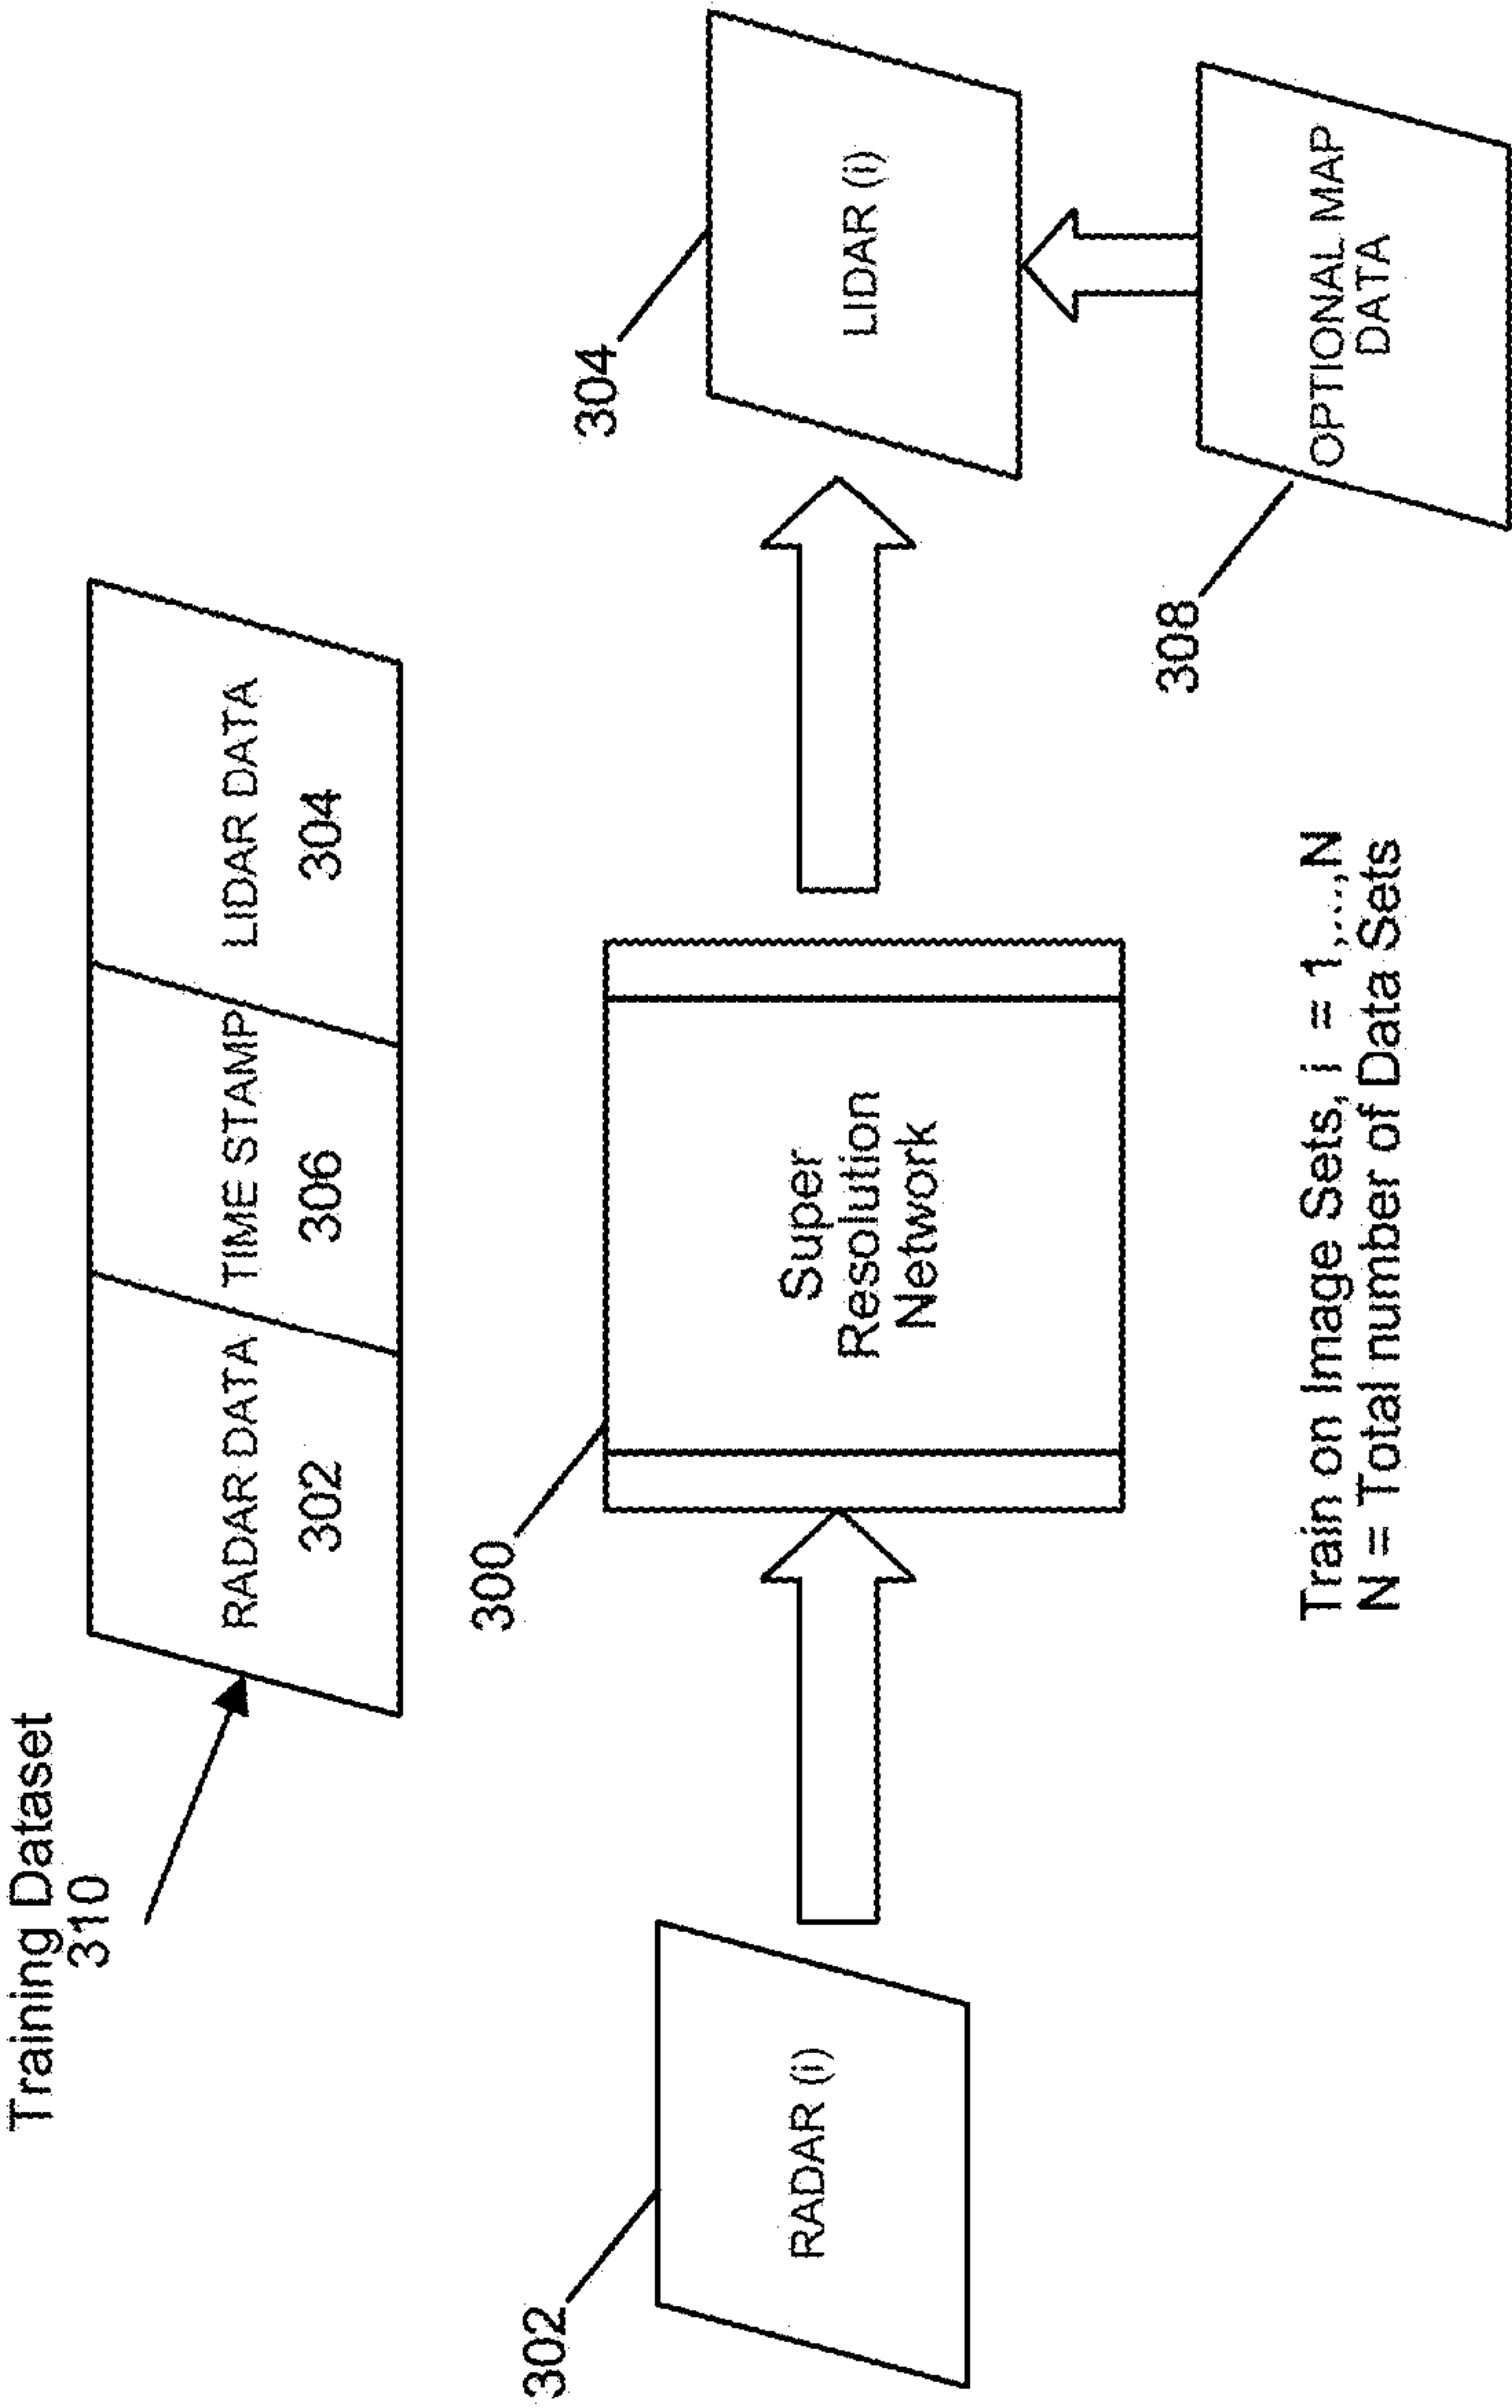 Training Dataset
310
RADAR DATA
302
TIME STAMP
306
LIDAR DATA
304
302
RADAR (i)
300
Super
Resolution
Network
304
LIDAR (i)
308
OPTIONAL MAP
DATA
Train on Image Sets, i = 1,...,N
N = Total number of Data Sets